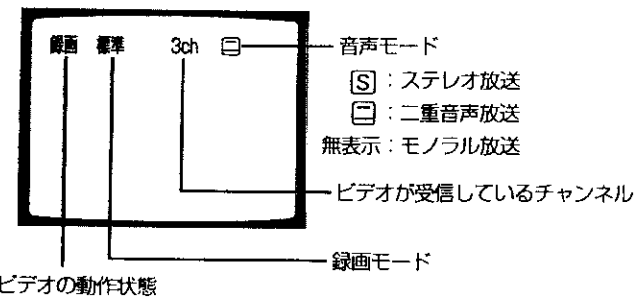 録画 標準 3ch 二 音声モード
S：ステレオ放送
二：二重音声放送
無表示：モノラル放送
ビデオが受信しているチャンネル
録画モード
ビデオの動作状態